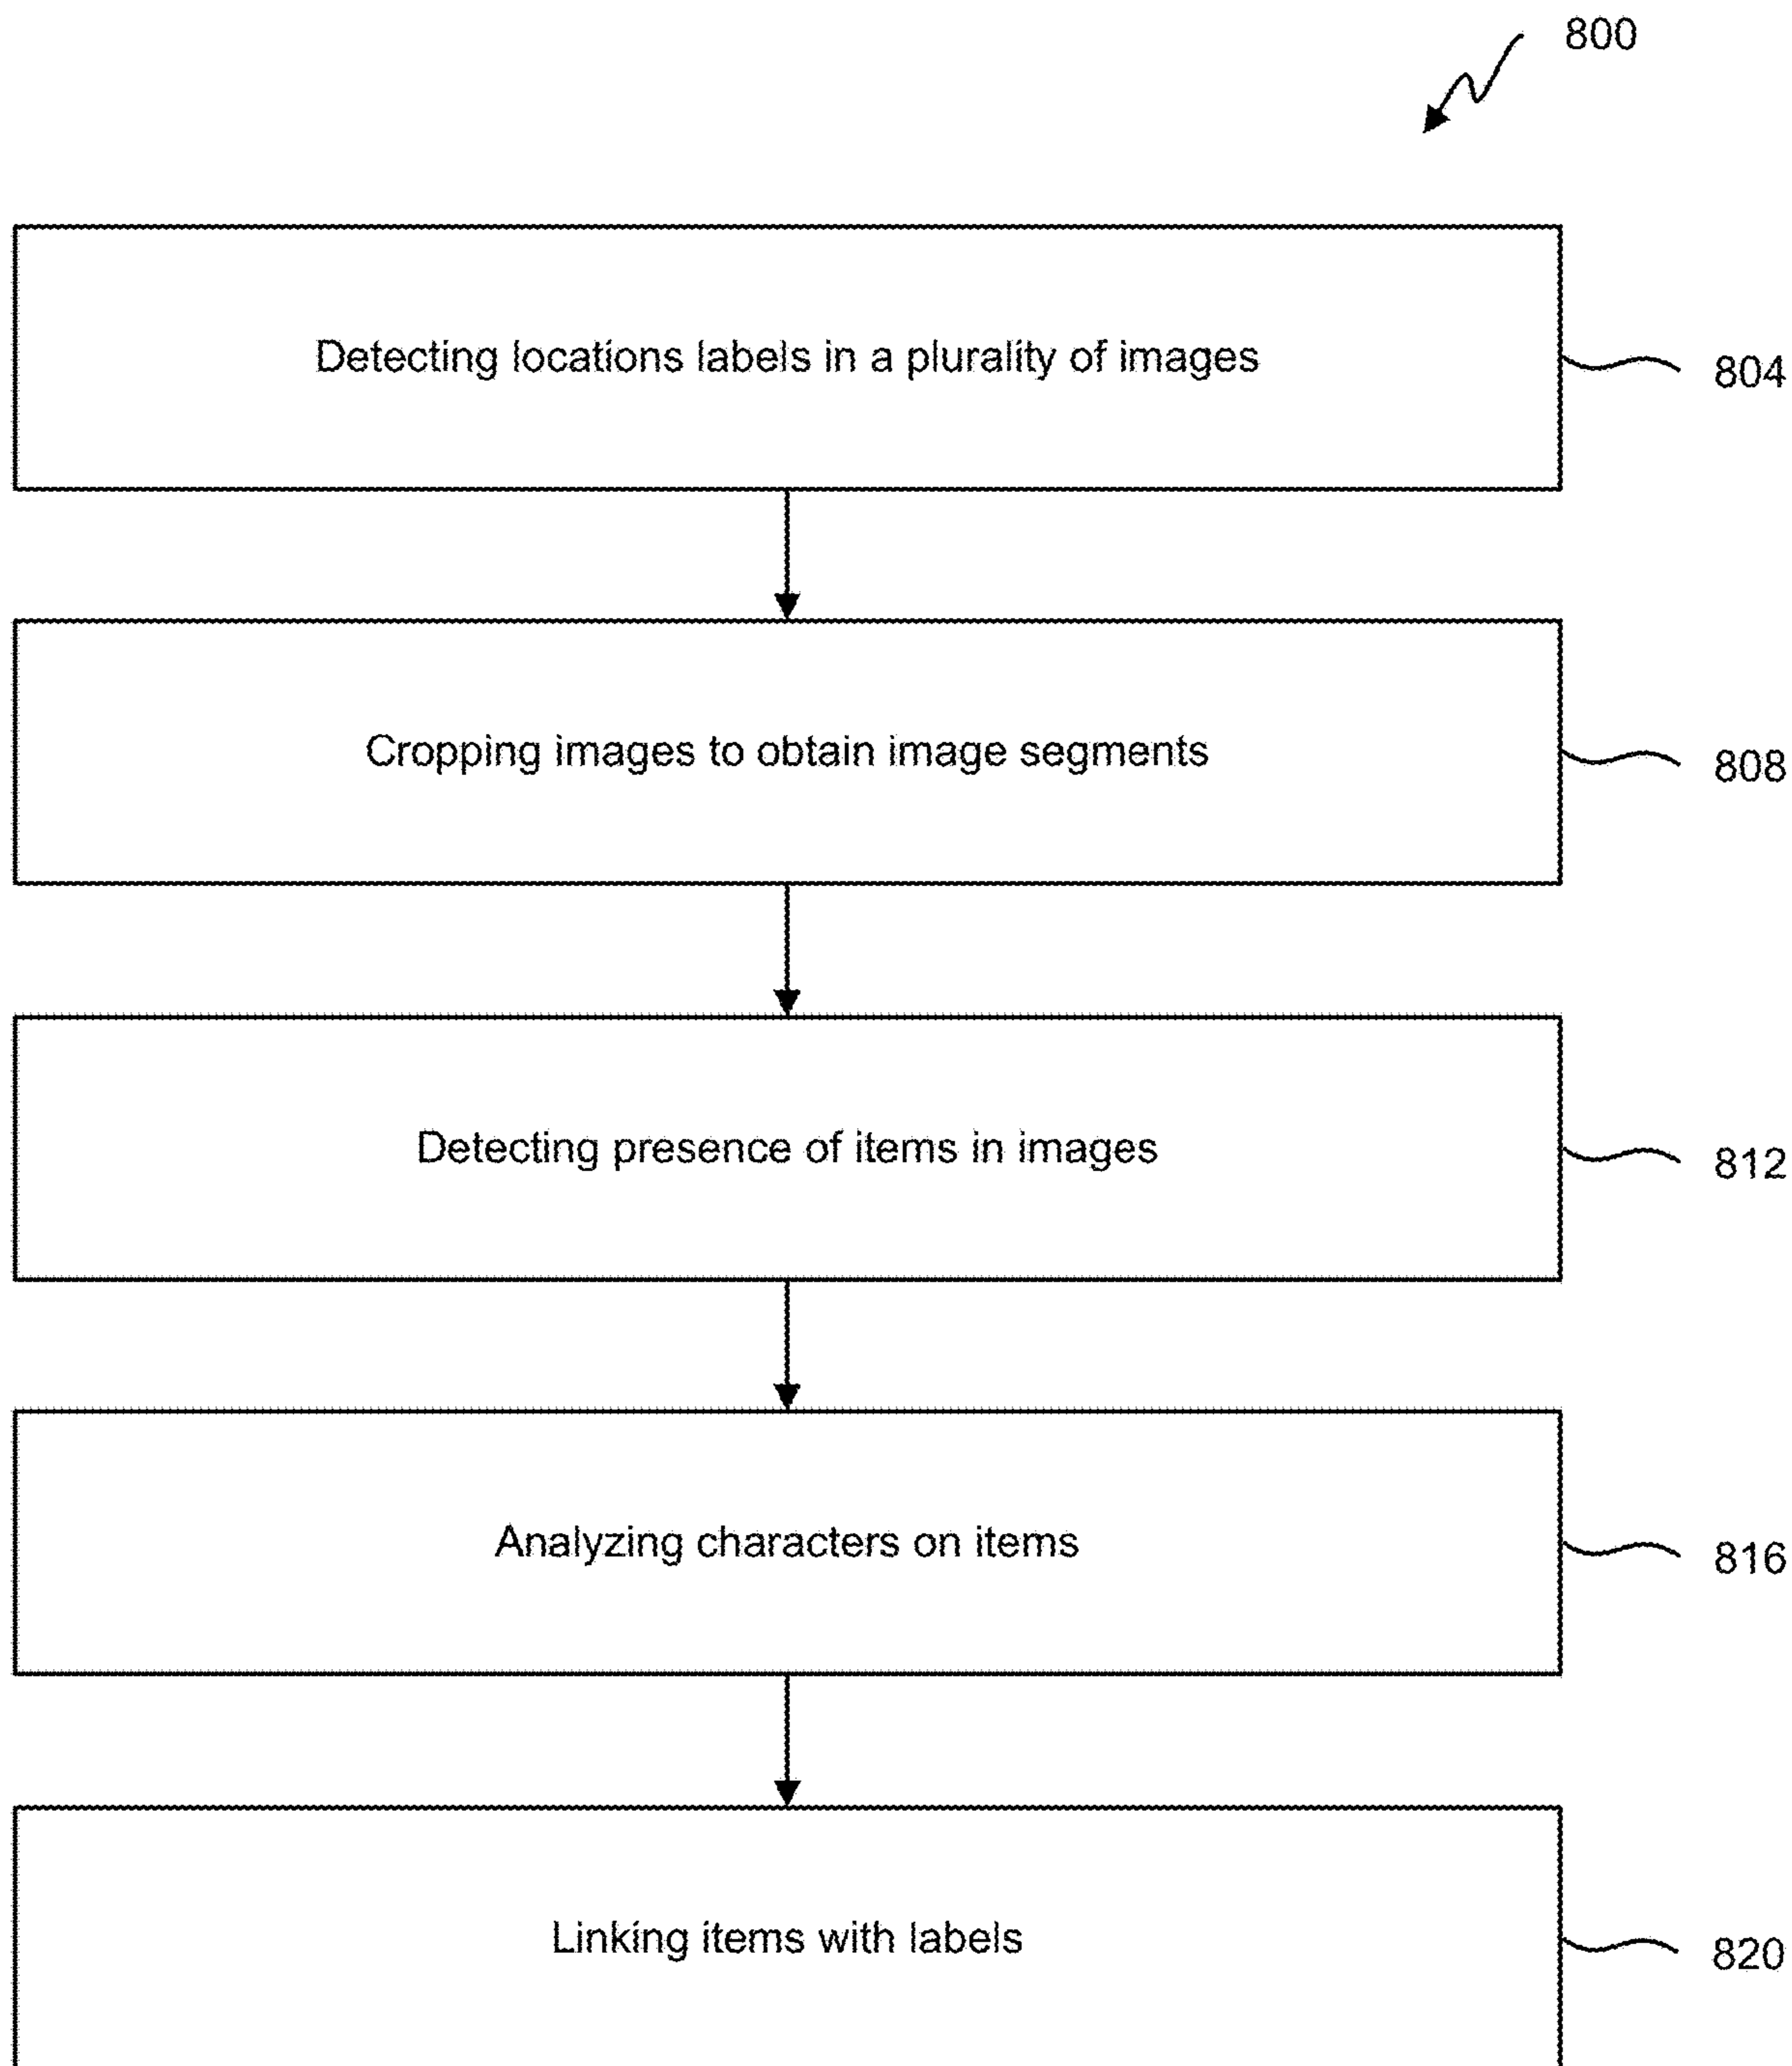 800
Detecting locations labels in a plurality of images
804
Cropping images to obtain image segments
808
Detecting presence of items in images
812
Analyzing characters on items
816
Linking items with labels
820